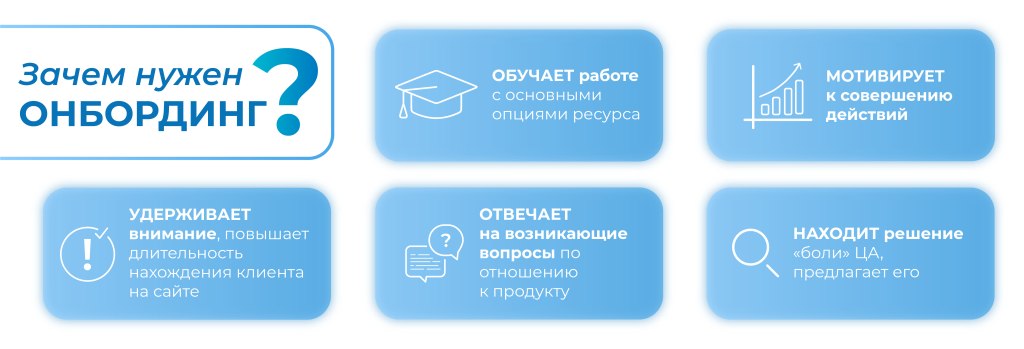 Зачем нужен
ОНБОРДИНГ?
ОБУЧАЕТ работе
с основными
опциями ресурса
МОТИВИРУЕТ
к совершению
действий
УДЕРЖИВАЕТ
внимание, повышает
длительность
нахождения клиента
на сайте
ОТВЕЧАЕТ
на возникающие
вопросы по
отношению
к продукту
НАХОДИТ решение
«боли» ЦА,
предлагает его